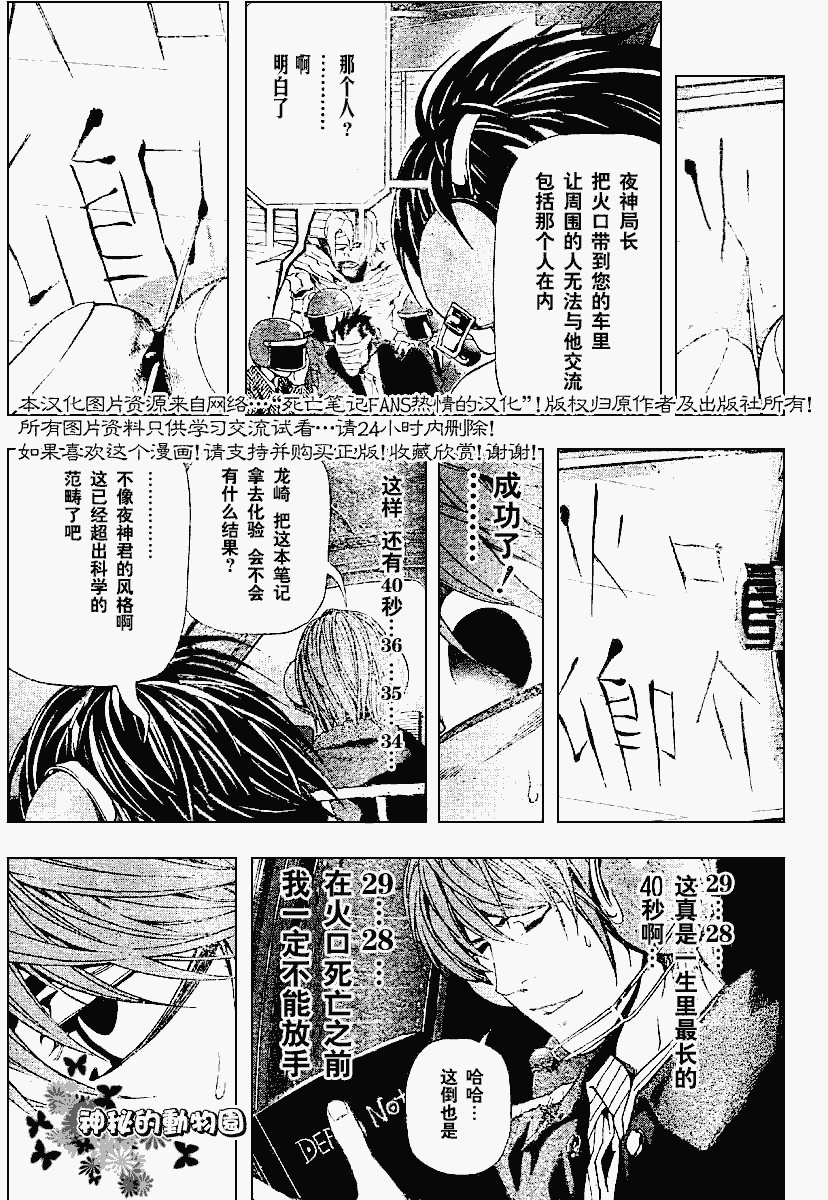 夜神局长
把火口带到您的车里
让周围的人无法与他交流
包括那个人在内
那个人？
…………
啊
明白了
本汉化图片资源来自网络…“死亡笔记FANS热情的汉化”！版权归原作者及出版社所有！
所有图片资料只供学习交流试看…请24小时内删除！
如果喜欢这个漫画！请支持并购买正版！收藏欣赏！谢谢！
火口
卿介
成功了！
………
这样 还有40秒…36…35…34…
龙崎 把这本笔记
拿去化验 会不会
有什么结果？
…………
不像夜神君的风格啊
这已经超出科学的
范畴了吧
29…28…
这真是一生里最长的
40秒啊…
哈哈…
这倒也是
DEATH NOT
29…28…
在火口死亡之前
我一定不能放手
神秘的動物園